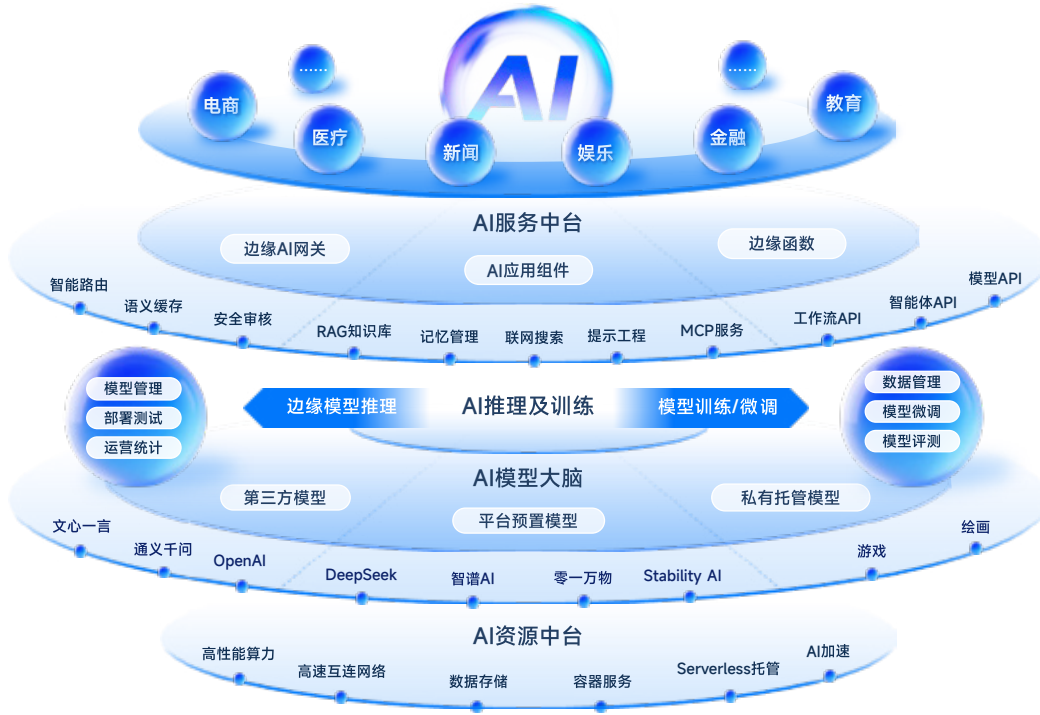 AI
……
……
电商
教育
医疗
金融
新闻
娱乐
AI服务中台
边缘AI网关
边缘函数
AI应用组件
智能路由
语义缓存
安全审核
RAG知识库
记忆管理
联网搜索
提示工程
MCP服务
工作流API
智能体API
模型API
模型管理
部署测试
运营统计
边缘模型推理
AI推理及训练
模型训练/微调
数据管理
模型微调
模型评测
AI模型大脑
第三方模型
私有托管模型
平台预置模型
文心一言
通义千问
OpenAI
DeepSeek
智谱AI
零一万物
Stability AI
游戏
绘画
AI资源中台
高性能算力
高速互连网络
数据存储
容器服务
Serverless托管
AI加速